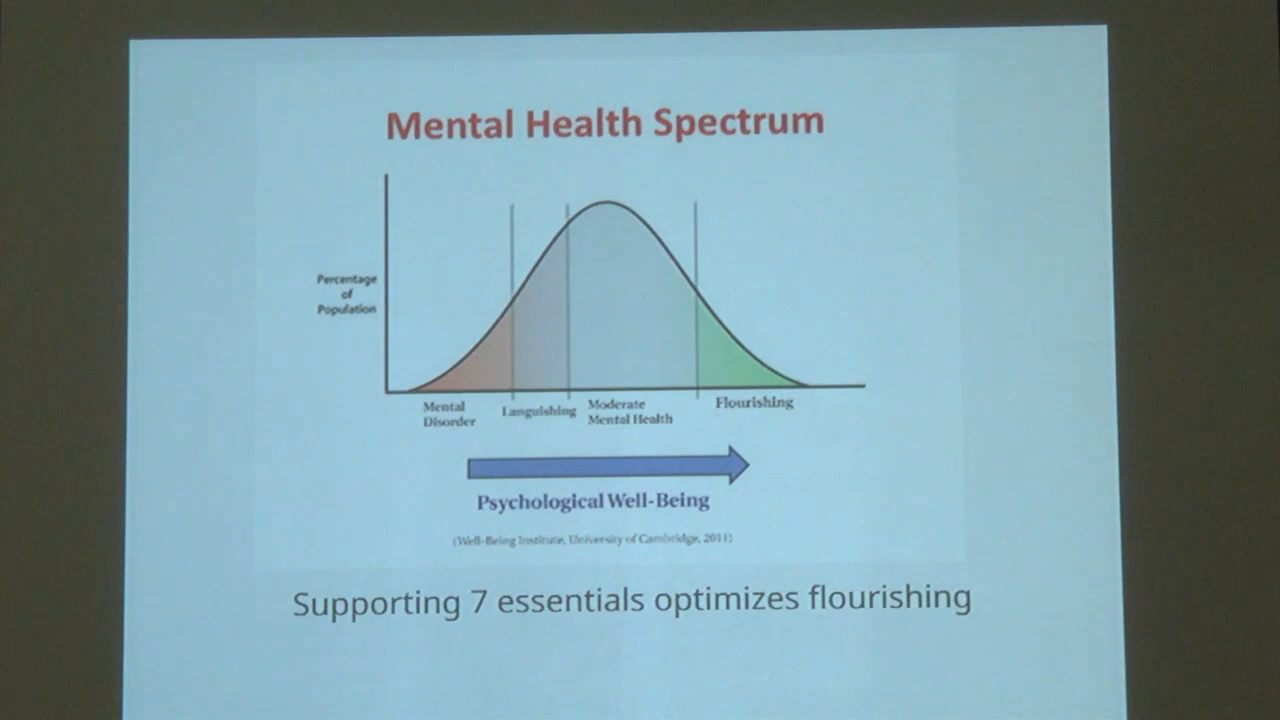 Mental Health Spectrum
Percentage
of
Population
Mental
Disorder
Languishing
Moderate
Mental Health
Flourishing
Psychological Well-Being
(Well-Being Institute, University of Cambridge, 2011)
Supporting 7 essentials optimizes flourishing